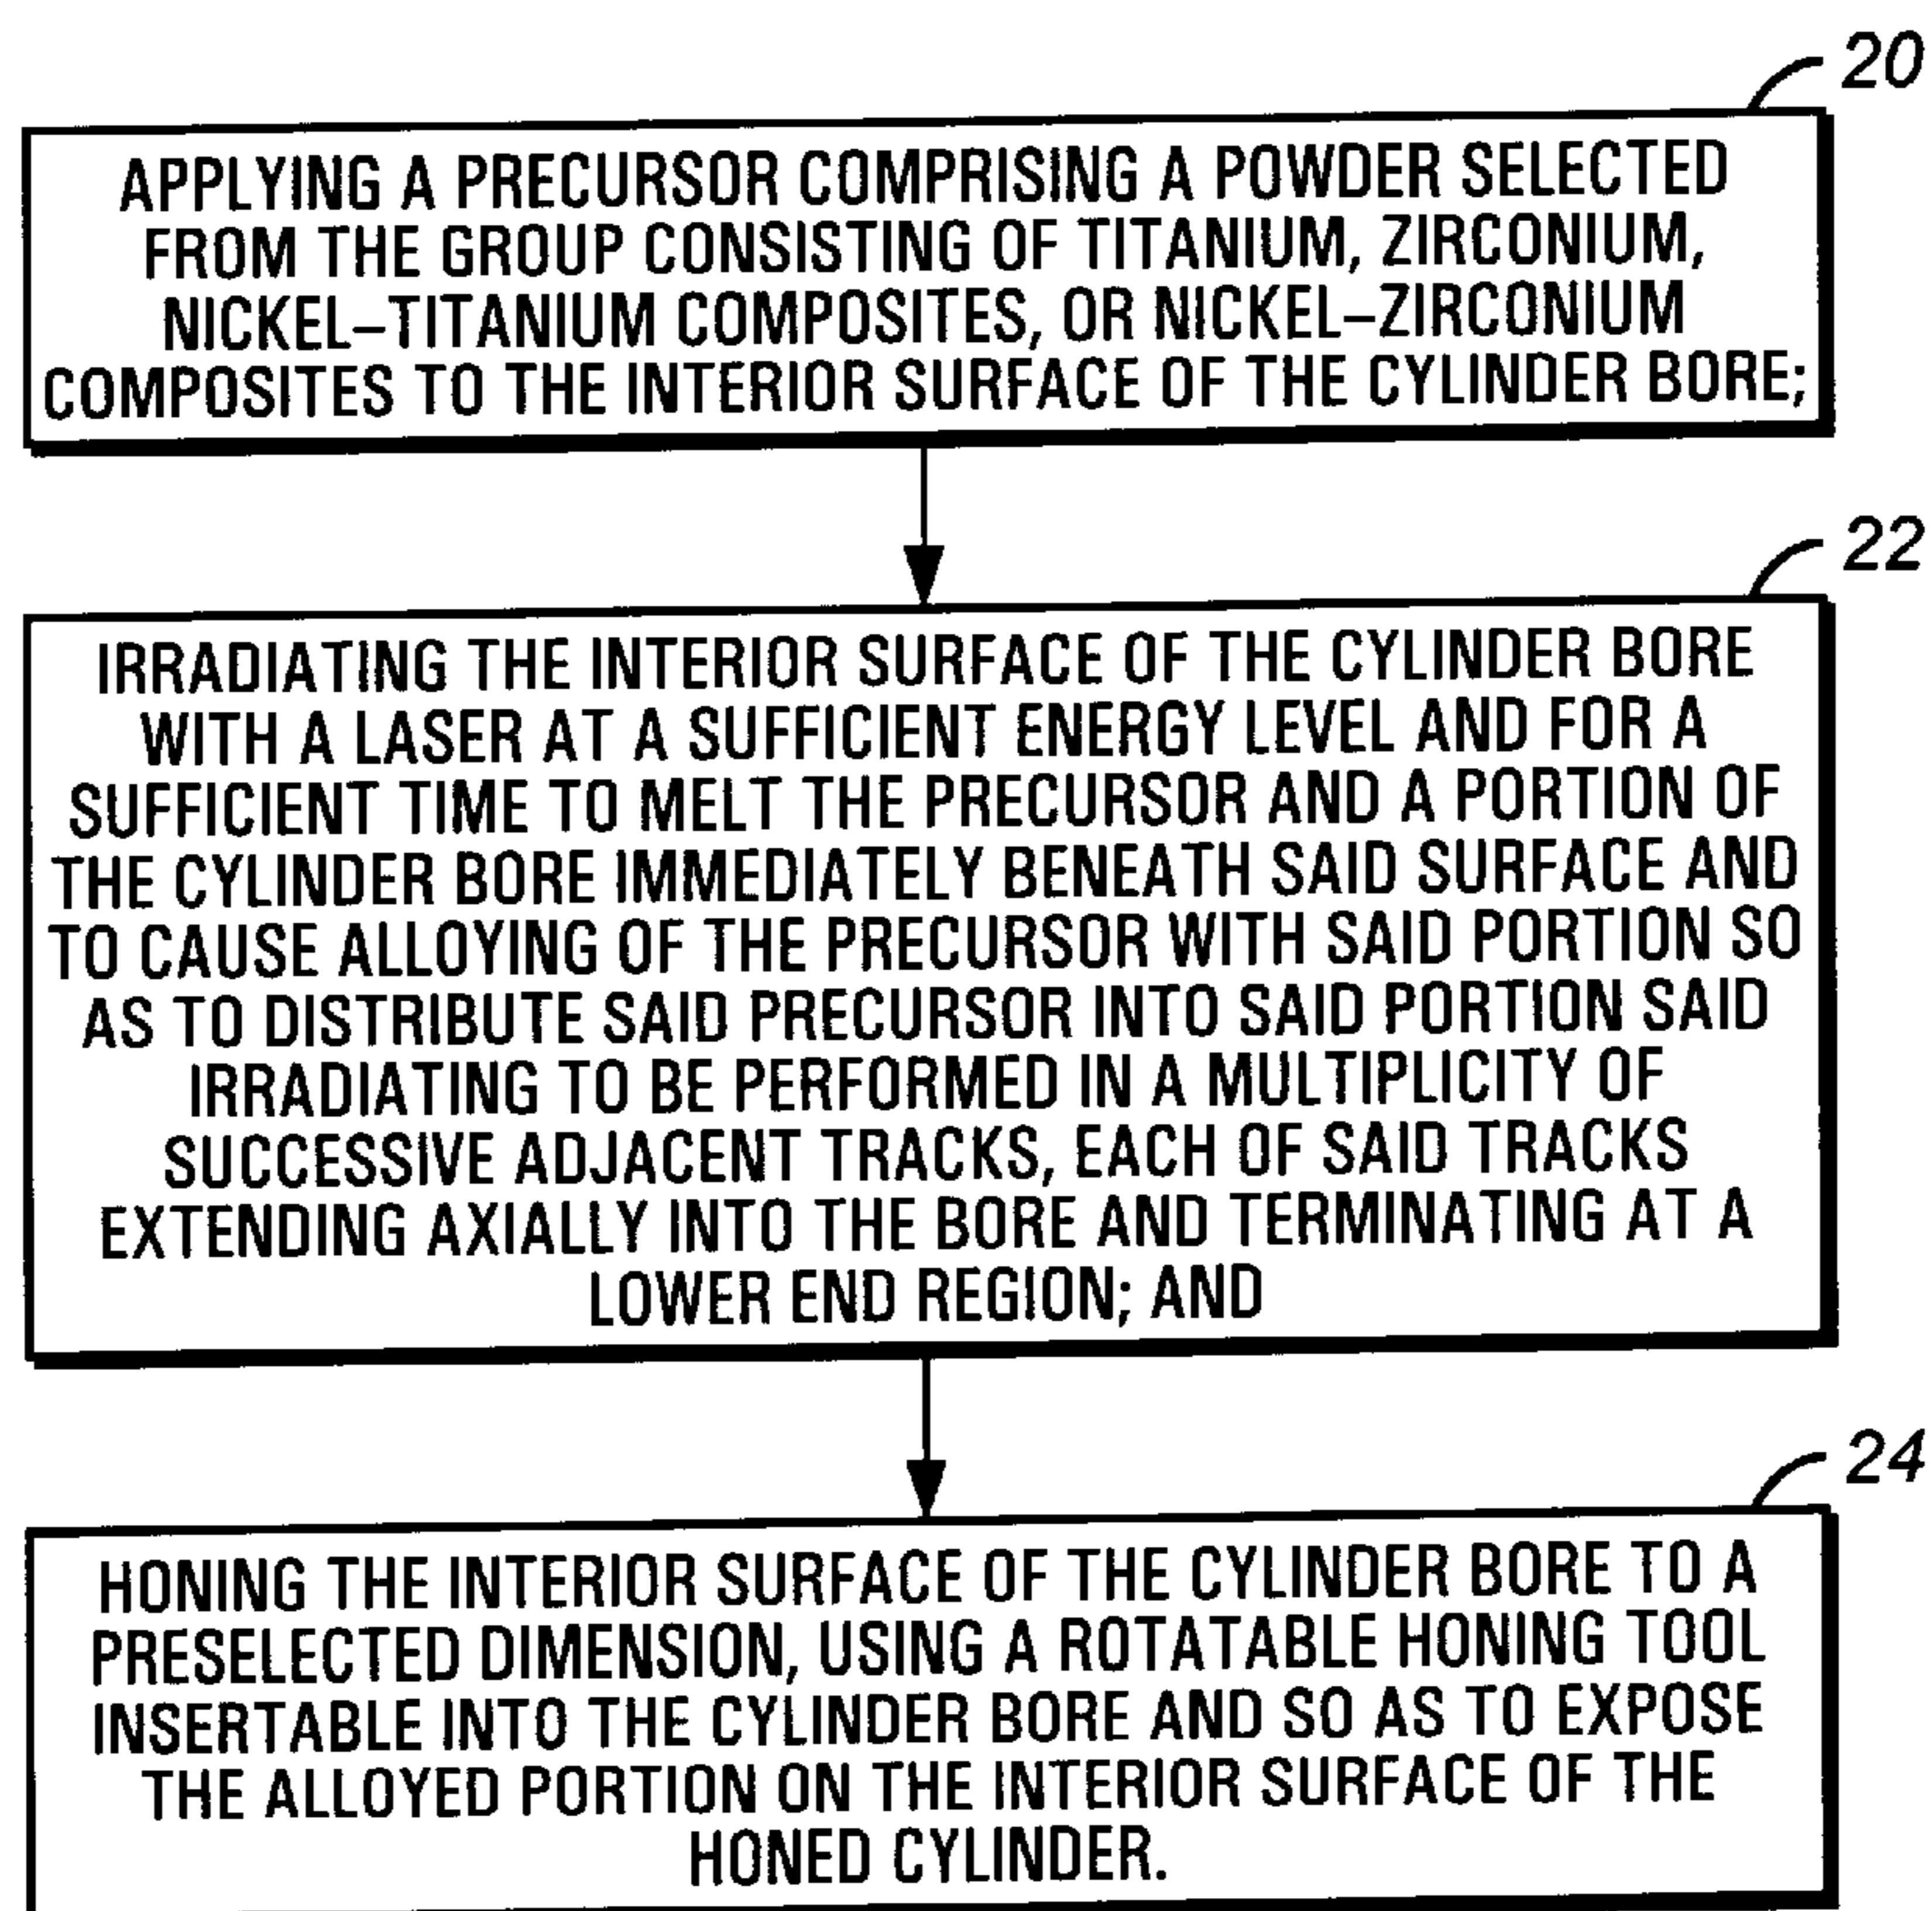 20
APPLYING A PRECURSOR COMPRISING A POWDER SELECTED
FROM THE GROUP CONSISTING OF TITANIUM, ZIRCONIUM,
NICKEL–TITANIUM COMPOSITES, OR NICKEL–ZIRCONIUM
COMPOSITES TO THE INTERIOR SURFACE OF THE CYLINDER BORE;
22
IRRADIATING THE INTERIOR SURFACE OF THE CYLINDER BORE
WITH A LASER AT A SUFFICIENT ENERGY LEVEL AND FOR A
SUFFICIENT TIME TO MELT THE PRECURSOR AND A PORTION OF
THE CYLINDER BORE IMMEDIATELY BENEATH SAID SURFACE AND
TO CAUSE ALLOYING OF THE PRECURSOR WITH SAID PORTION SO
AS TO DISTRIBUTE SAID PRECURSOR INTO SAID PORTION SAID
IRRADIATING TO BE PERFORMED IN A MULTIPLICITY OF
SUCCESSIVE ADJACENT TRACKS, EACH OF SAID TRACKS
EXTENDING AXIALLY INTO THE BORE AND TERMINATING AT A
LOWER END REGION; AND
24
HONING THE INTERIOR SURFACE OF THE CYLINDER BORE TO A
PRESELECTED DIMENSION, USING A ROTATABLE HONING TOOL
INSERTABLE INTO THE CYLINDER BORE AND SO AS TO EXPOSE
THE ALLOYED PORTION ON THE INTERIOR SURFACE OF THE
HONED CYLINDER.